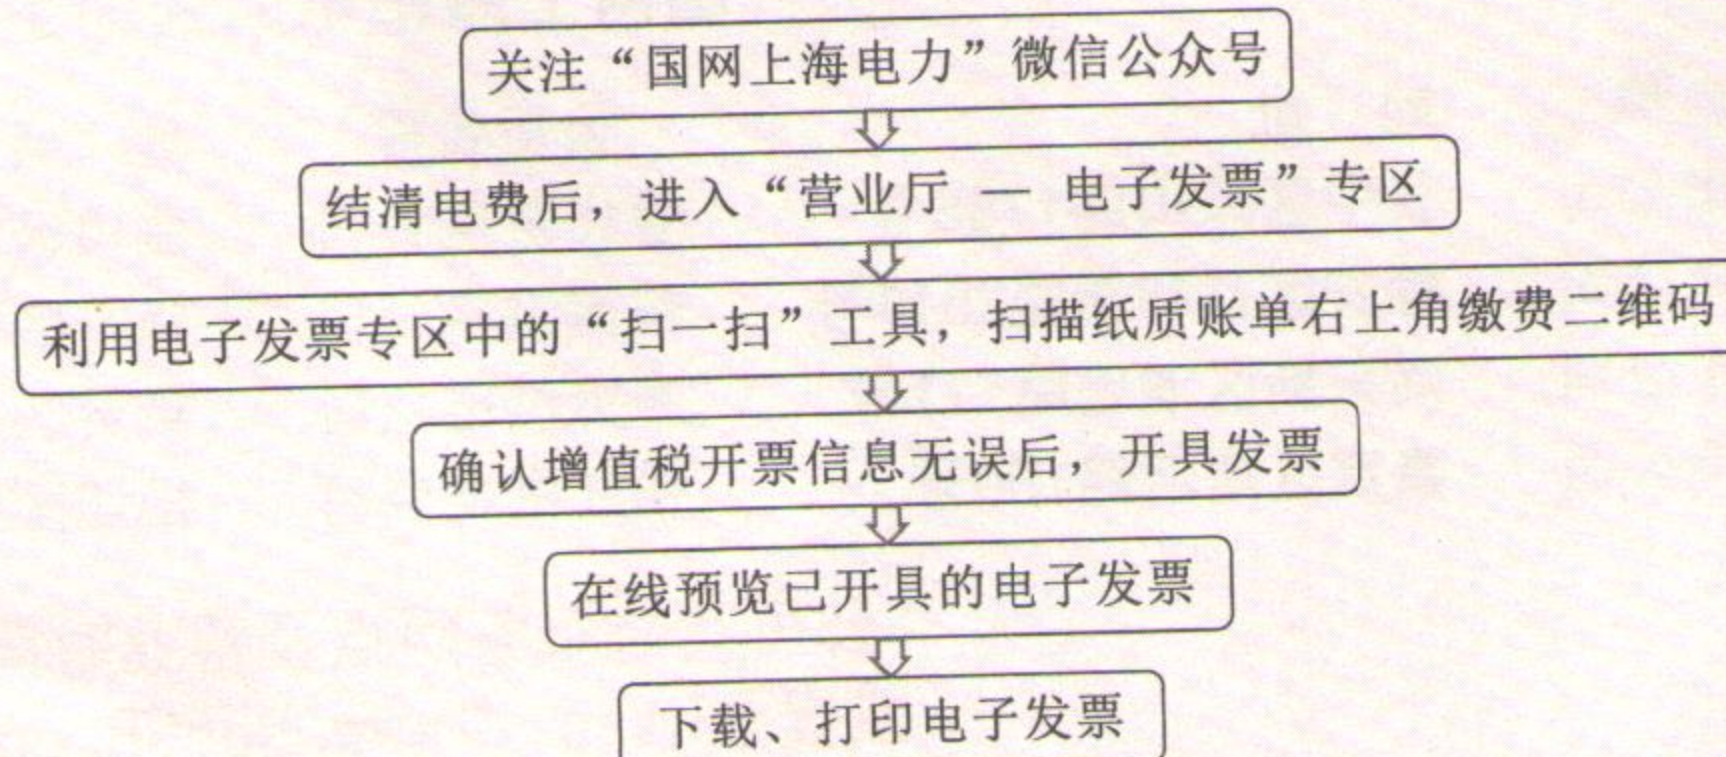 关注“国网上海电力”微信公众号
结清电费后，进入“营业厅 — 电子发票”专区
利用电子发票专区中的“扫一扫”工具，扫描纸质账单右上角缴费二维码
确认增值税开票信息无误后，开具发票
在线预览已开具的电子发票
下载、打印电子发票